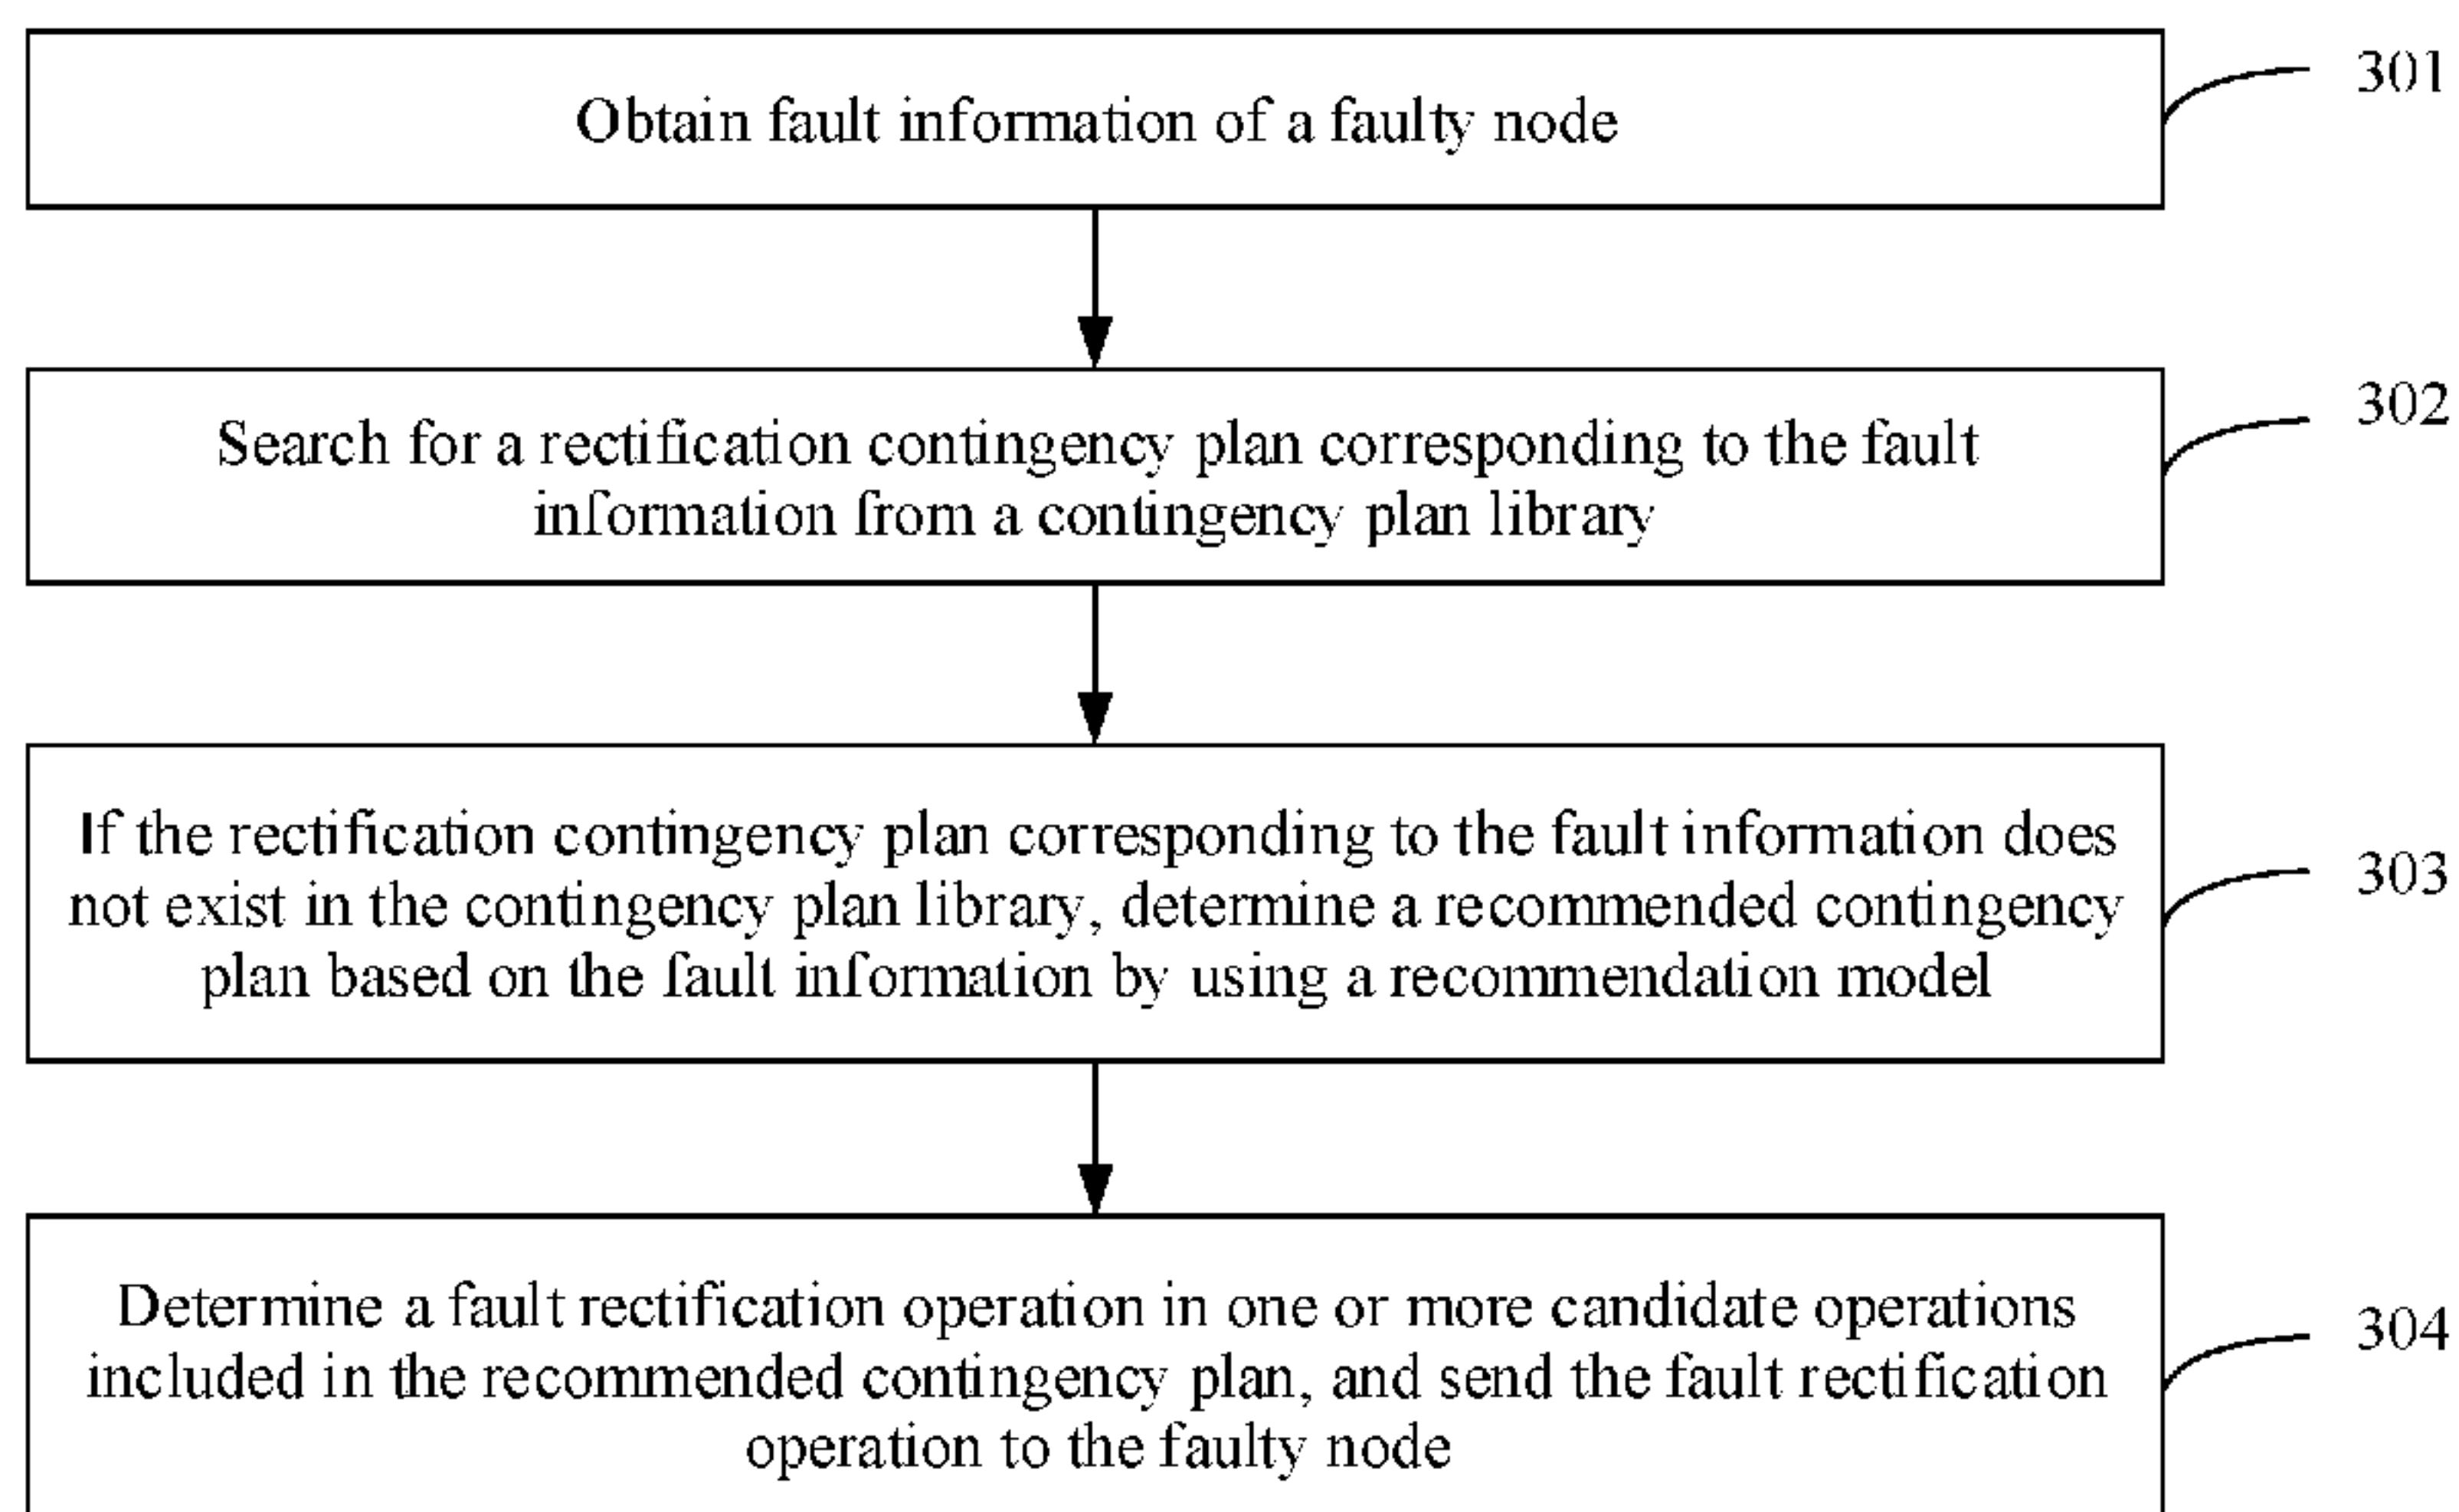 Obtain fault information of a faulty node
301
Search for a rectification contingency plan corresponding to the fault
information from a contingency plan library
302
If the rectification contingency plan corresponding to the fault information does
not exist in the contingency plan library, determine a recommended contingency
plan based on the fault information by using a recommendation model
303
Determine a fault rectification operation in one or more candidate operations
included in the recommended contingency plan, and send the fault rectification
operation to the faulty node
304